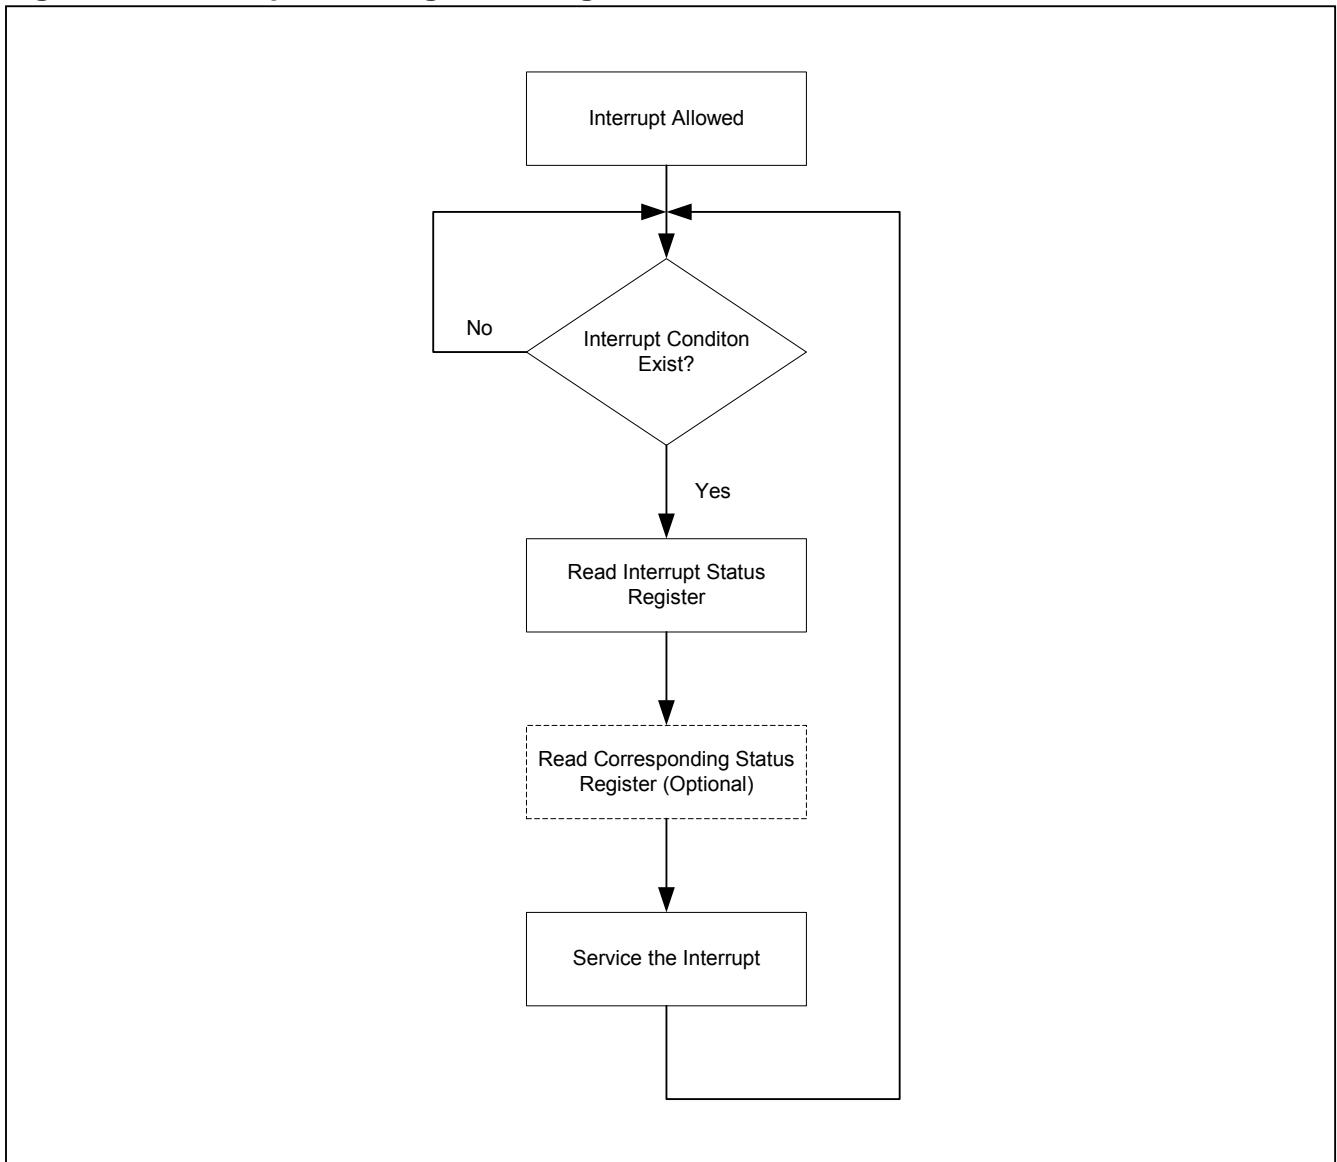 Interrupt Allowed
No
Interrupt Conditon
Exist?
Yes
Read Interrupt Status
Register
Read Corresponding Status
Register (Optional)
Service the Interrupt